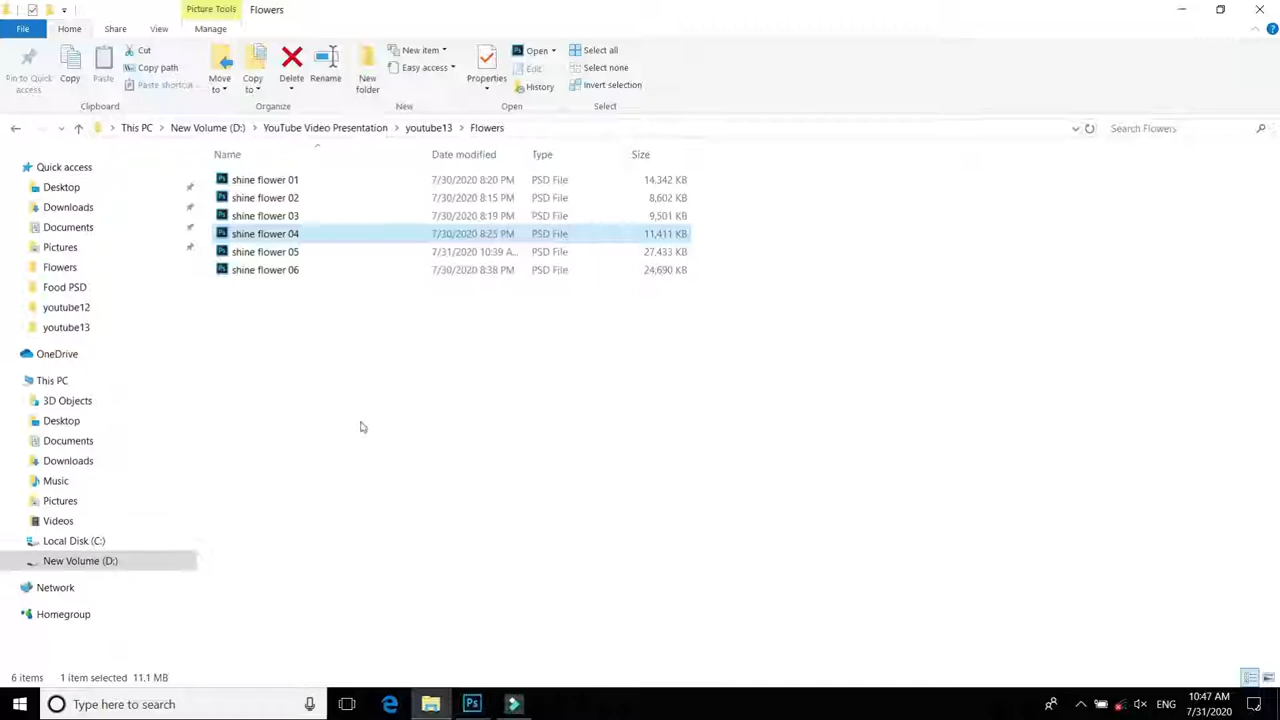 Picture Tools Flowers
File Home Share View Manage
Pin to Quick access
Copy
Paste
Cut
Copy path
Paste shortcut
Move to
Copy to
Delete
Rename
New folder
New item
Easy access
Properties
Open
Edit
History
Select all
Select none
Invert selection
Clipboard Organize New Open Select
This PC New Volume (D:) YouTube Video Presentation youtube13 Flowers Search Flowers
Name Date modified Type Size
shine flower 01 7/30/2020 8:20 PM PSD File 14,342 KB
shine flower 02 7/30/2020 8:15 PM PSD File 8,602 KB
shine flower 03 7/30/2020 8:19 PM PSD File 9,501 KB
shine flower 04 7/30/2020 8:25 PM PSD File 11,411 KB
shine flower 05 7/31/2020 10:39 A... PSD File 27,433 KB
shine flower 06 7/30/2020 8:38 PM PSD File 24,690 KB
Quick access
Desktop
Downloads
Documents
Pictures
Flowers
Food PSD
youtube12
youtube13
OneDrive
This PC
3D Objects
Desktop
Documents
Downloads
Music
Pictures
Videos
Local Disk (C:)
New Volume (D:)
Network
Homegroup
6 items 1 item selected 11.1 MB
Type here to search
Ps
ENG
10:47 AM
7/31/2020